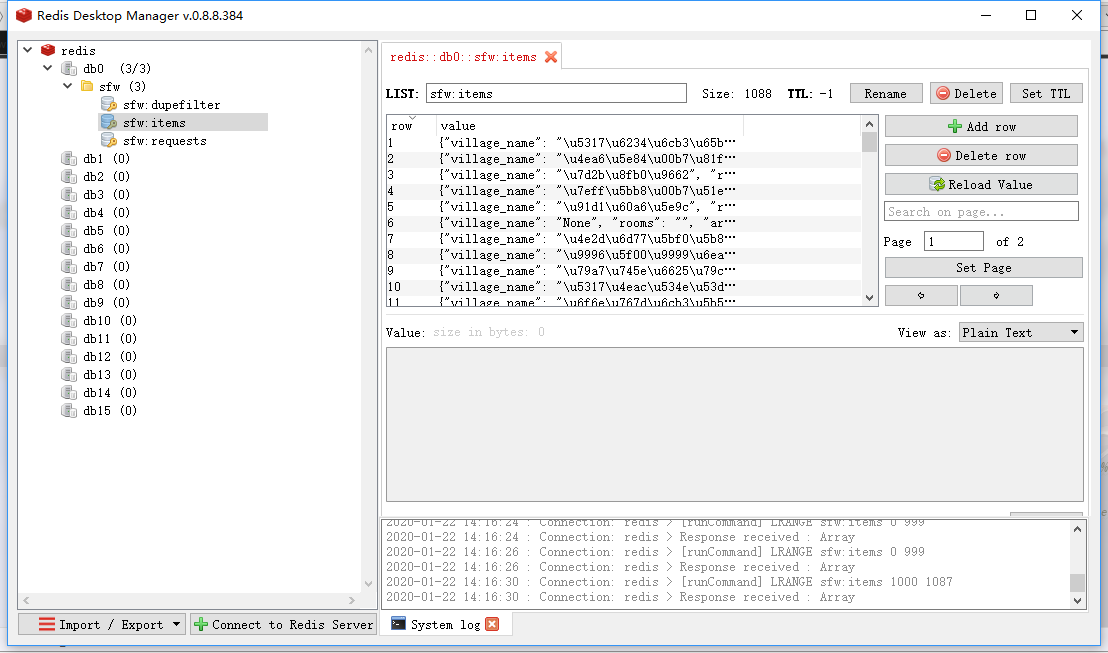 Redis Desktop Manager v.0.8.8.384
redis
db0 (3/3)
sfw (3)
sfw:dupefilter
sfw:items
sfw:requests
db1 (0)
db2 (0)
db3 (0)
db4 (0)
db5 (0)
db6 (0)
db7 (0)
db8 (0)
db9 (0)
db10 (0)
db11 (0)
db12 (0)
db13 (0)
db14 (0)
db15 (0)
Import / Export
Connect to Redis Server
redis::db0::sfw:items
LIST: sfw:items Size: 1088 TTL: -1 Rename Delete Set TTL
row value
1 {"village_name": "\u5317\u6234\u6cb3\u65b…
2 {"village_name": "\u4ea6\u5e84\u00b7\u81f…
3 {"village_name": "\u7d2b\u8fb0\u9662", "r…
4 {"village_name": "\u7eff\u5bb8\u00b7\u51e…
5 {"village_name": "\u91d1\u60a6\u5e9c", "r…
6 {"village_name": "None", "rooms": "", "ar…
7 {"village_name": "\u4e2d\u6d77\u5bf0\u5b8…
8 {"village_name": "\u9996\u5f00\u9999\u6ea…
9 {"village_name": "\u79a7\u745e\u6625\u79c…
10 {"village_name": "\u5317\u4eac\u534e\u53d…
11 {"village_name": "\u6f6e\u767d\u6cb3\u5b5…
Add row
Delete row
Reload Value
Search on page...
Page 1 of 2
Set Page
Value: size in bytes: 0
View as: Plain Text
2020-01-22 14:16:24 : Connection: redis > [runCommand] LRANGE sfw:items 0 999
2020-01-22 14:16:24 : Connection: redis > Response received : Array
2020-01-22 14:16:26 : Connection: redis > [runCommand] LRANGE sfw:items 0 999
2020-01-22 14:16:26 : Connection: redis > Response received : Array
2020-01-22 14:16:30 : Connection: redis > [runCommand] LRANGE sfw:items 1000 1087
2020-01-22 14:16:30 : Connection: redis > Response received : Array
System log